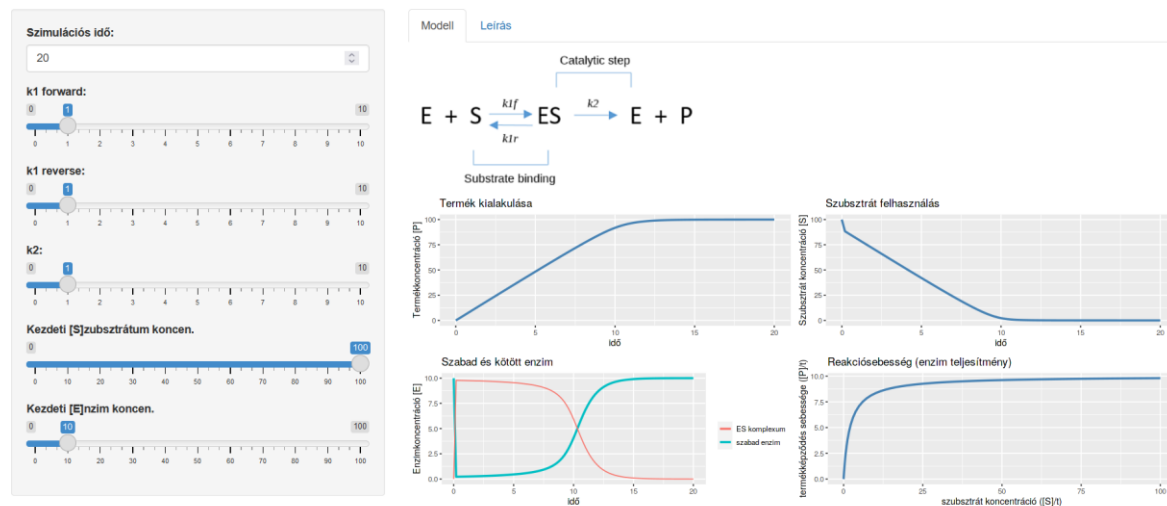 Szimulációs idő:
20
k1 forward:
0 1 10
0 1 2 3 4 5 6 7 8 9 10
k1 reverse:
0 1 10
0 1 2 3 4 5 6 7 8 9 10
k2:
0 1 10
0 1 2 3 4 5 6 7 8 9 10
Kezdeti [S]zubsztrátum koncen.
0 100
0 10 20 30 40 50 60 70 80 90 100
Kezdeti [E]nzim koncen.
0 10 100
0 10 20 30 40 50 60 70 80 90 100
Modell Leírás
Catalytic step
E + S k1f k1r ES k2 E + P
Substrate binding
Termék kialakulása
Termékkoncentráció [P]
100
75
50
25
0
0 5 10 15 20
idő
Szubsztrát felhasználás
Szubsztrát koncentráció [S]
100
75
50
25
0
0 5 10 15 20
idő
Szabad és kötött enzim
Enzimkoncentráció [E]
10.0
7.5
5.0
2.5
0.0
0 5 10 15 20
idő
ES komplexum
szabad enzim
Reakciósebesség (enzim teljesítmény)
termékképződés sebessége ([P]/t)
10.0
7.5
5.0
2.5
0.0
0 25 50 75 100
szubsztrát koncentráció ([S]/t)